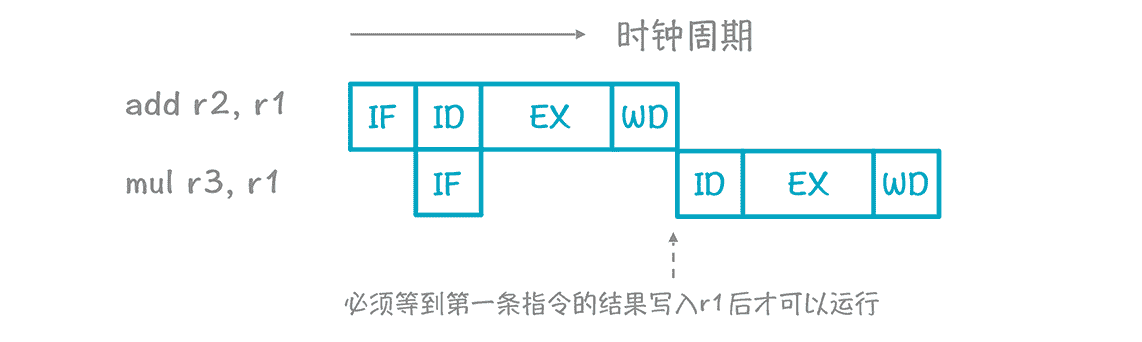 时钟周期
add r2, r1
IF ID EX WD
mul r3, r1
IF ID EX WD
必须等到第一条指令的结果写入r1后才可以运行